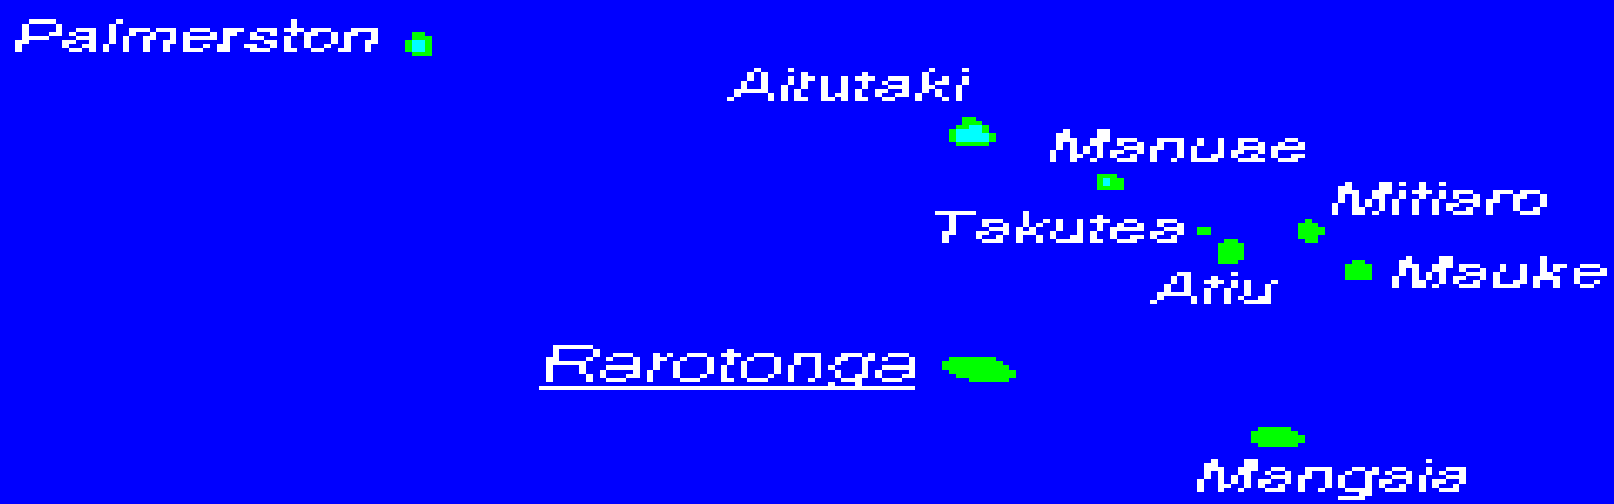 Palmerston
Aitutaki
Manuae
Mitiaro
Takutea
Mauke
Atiu
Rarotonga
Mangaia